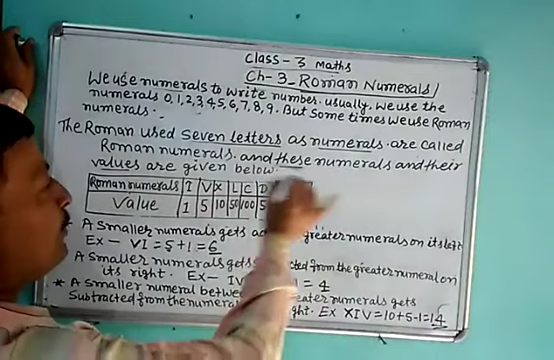 Class - 3 Maths
Ch - 3 - Roman Numerals
We use numerals to write number. usually. we use the
numerals 0, 1, 2, 3, 4, 5, 6, 7, 8, 9. But Some times we use Roman
numerals.
The Roman used seven letters as numerals. are called
Roman numerals. and these numerals and their
values are given below.
Roman numerals I V X L C D
Value 1 5 10 50 100 5
* A Smaller numerals gets greater numerals on its left
Ex - VI = 5 + 1 = 6
A Smaller numerals gets from the greater numeral on
its right. Ex - IV = 4
* A Smaller numeral between greater numerals gets
Subtracted from the numeral right. Ex XIV = 10 + 5 - 1 = 14